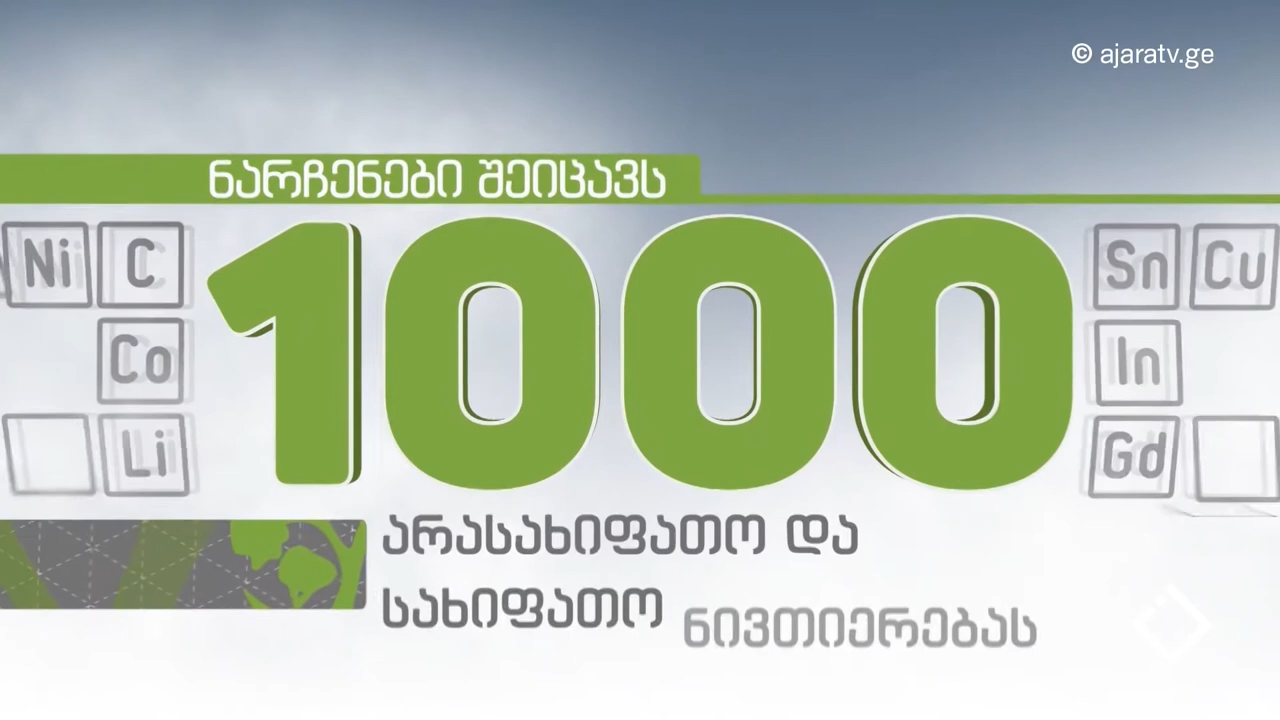 © ajaratv.ge
ნარჩენები შეიცავს
Ni C
1000
Sn Cu
Co
In
Li
Gd
არასახიფათო და
სახიფათო ნივთიერებას